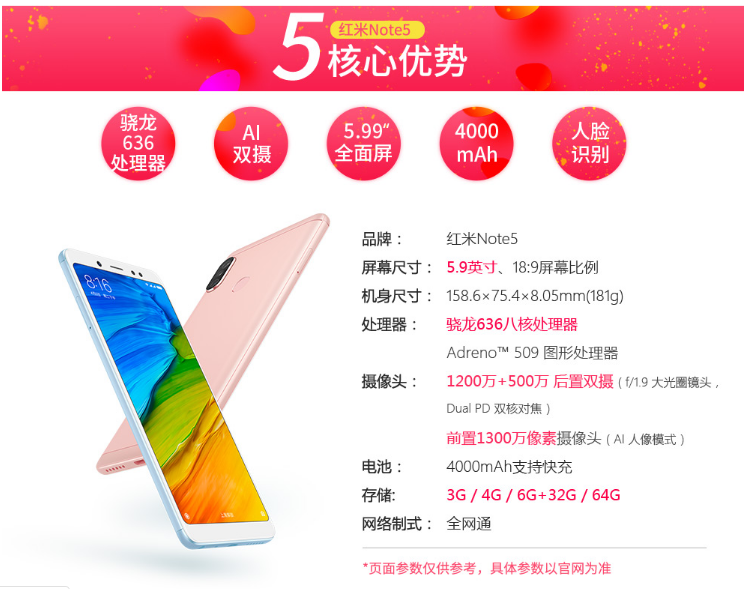 红米Note5
5核心优势
骁龙
636
处理器
AI
双摄
5.99“
全面屏
4000
mAh
人脸
识别
8:16
品牌： 红米Note5
屏幕尺寸： 5.9英寸、18:9屏幕比例
机身尺寸： 158.6×75.4×8.05mm(181g)
处理器： 骁龙636八核处理器
Adreno™ 509 图形处理器
摄像头： 1200万+500万 后置双摄（f/1.9 大光圈镜头，
Dual PD 双核对焦）
前置1300万像素摄像头（AI 人像模式）
电池： 4000mAh支持快充
存储: 3G / 4G / 6G+32G / 64G
网络制式： 全网通
*页面参数仅供参考，具体参数以官网为准